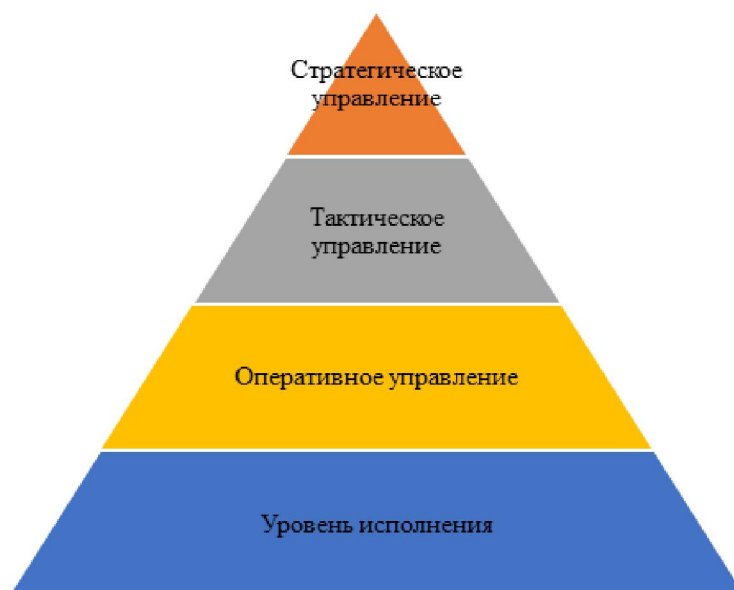 Стратегическое
управление
Тактическое
управление
Оперативное управление
Уровень исполнения